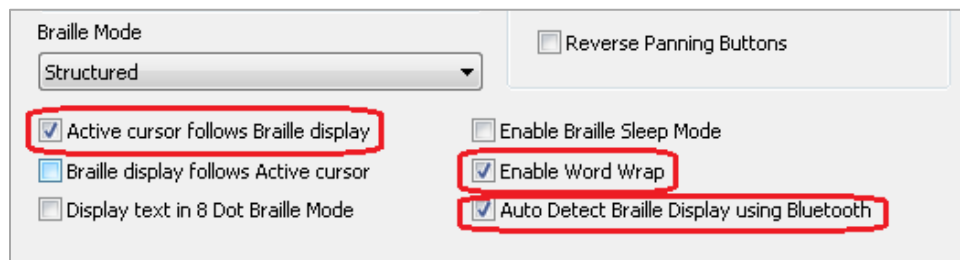 Braille Mode
Structured
Reverse Panning Buttons
Active cursor follows Braille display
Enable Braille Sleep Mode
Braille display follows Active cursor
Enable Word Wrap
Display text in 8 Dot Braille Mode
Auto Detect Braille Display using Bluetooth